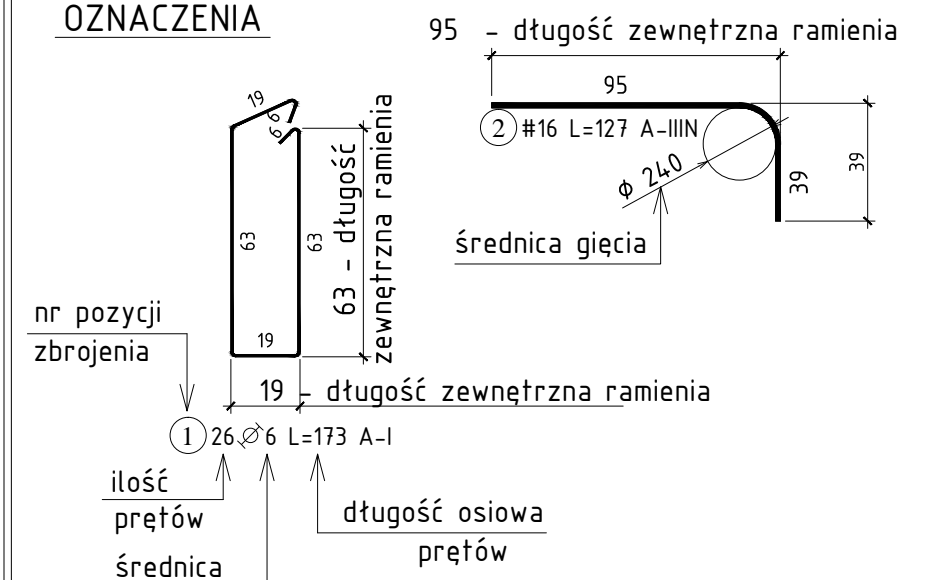 OZNACZENIA
95 - długość zewnętrzna ramienia
95
2 #16 L=127 A-IIIN
39
39
ϕ 240
średnica gięcia
19
6
6
63
63
63 - długość
zewnętrzna ramienia
19
nr pozycji
zbrojenia
19 - długość zewnętrzna ramienia
1 26 ∅6 L=173 A-I
ilość
prętów
długość osiowa
prętów
średnica